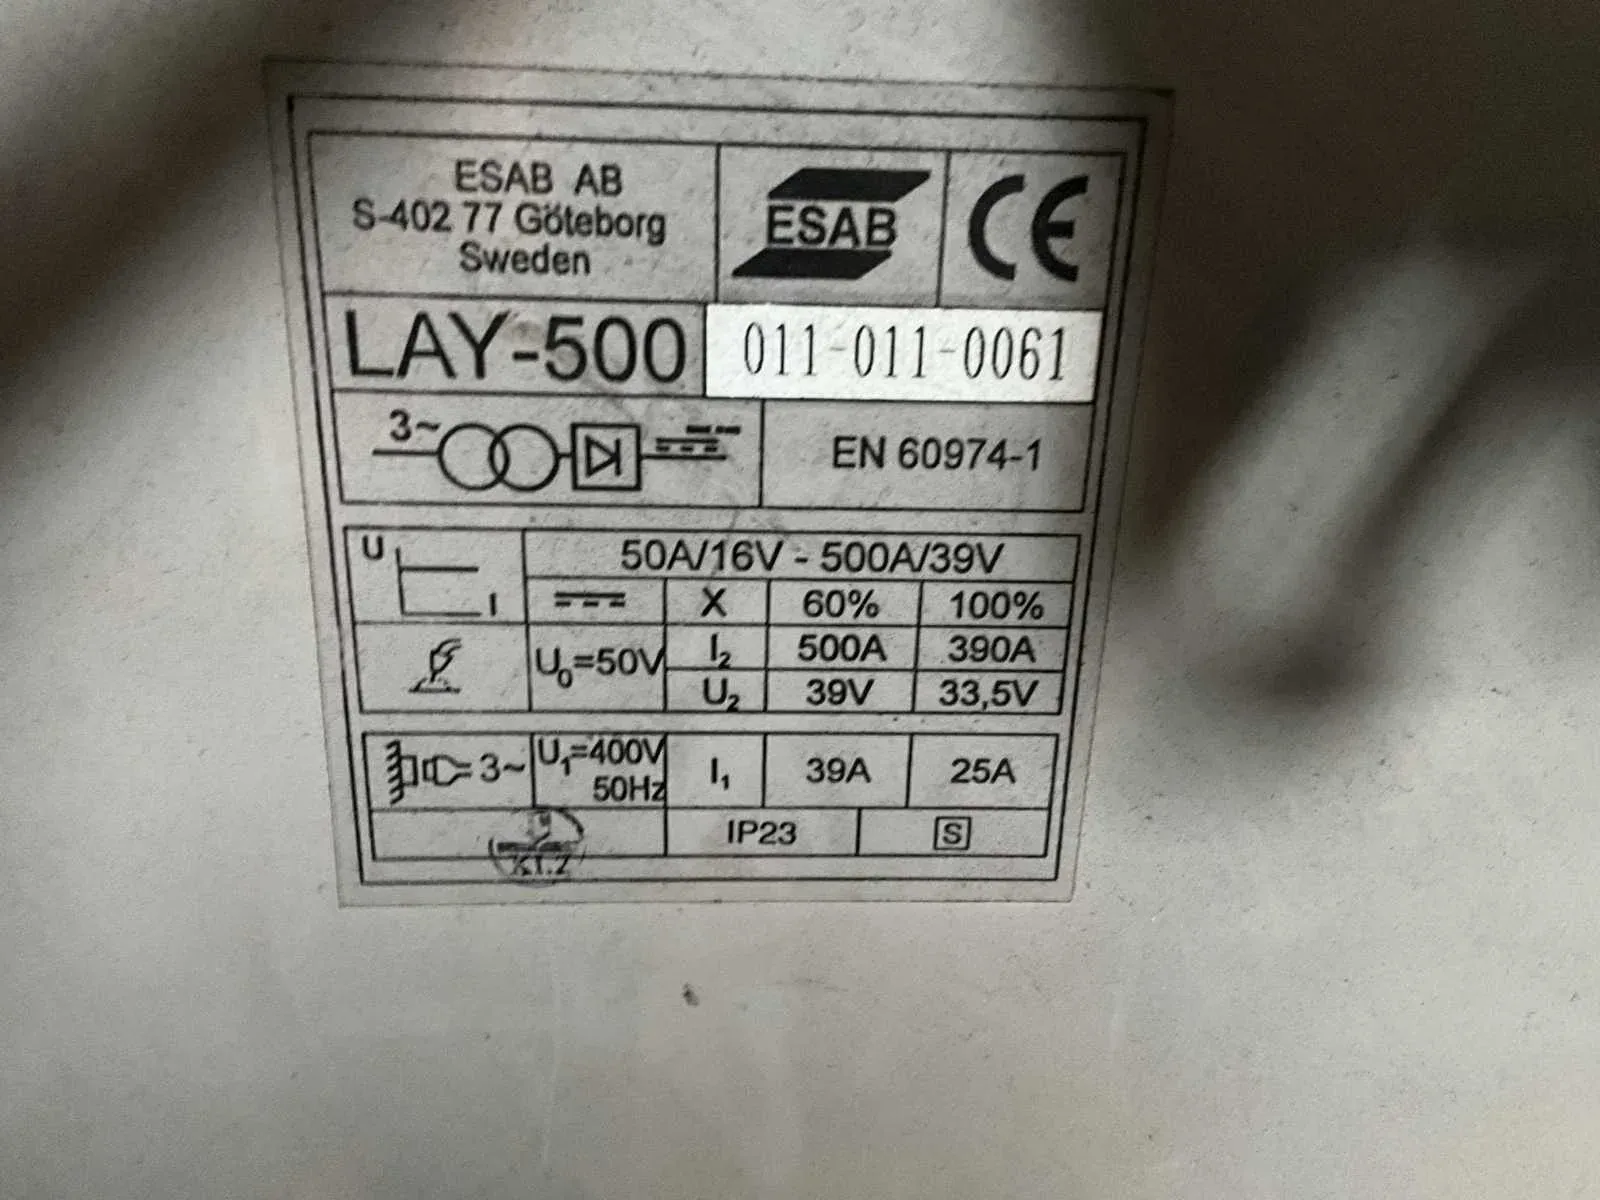 ESAB AB
S-402 77 Göteborg
Sweden
ESAB
CE
LAY-500
011-011-0061
3~
EN 60974-1
U
I
50A/16V - 500A/39V
X 60% 100%
U₀=50V
I₂ 500A 390A
U₂ 39V 33,5V
3~
U₁=400V
50Hz
I₁ 39A 25A
IP23
S